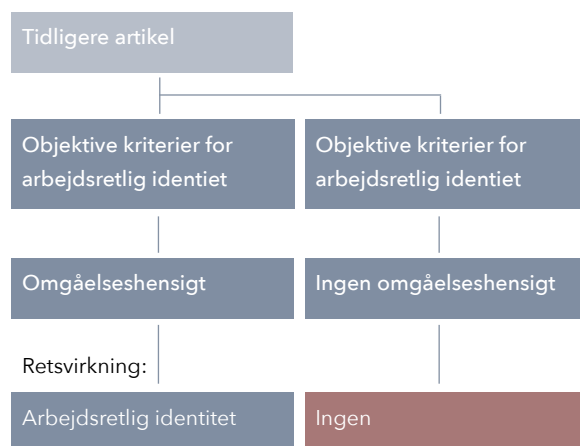 Tidligere artikel
Objektive kriterier for
arbejdsretlig identiet
Objektive kriterier for
arbejdsretlig identiet
Omgåelseshensigt
Ingen omgåelseshensigt
Retsvirkning:
Arbejdsretlig identitet
Ingen